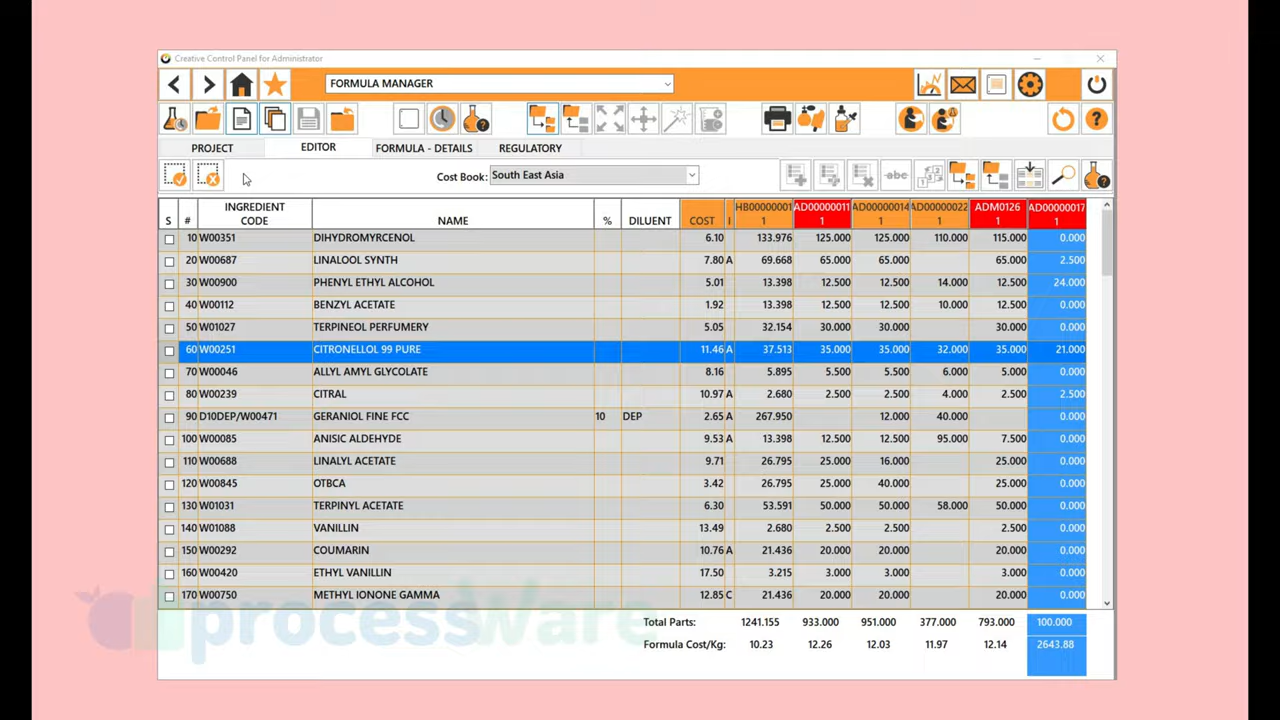 Creative Control Panel for Administrator
FORMULA MANAGER
PROJECT EDITOR FORMULA - DETAILS REGULATORY
Cost Book: South East Asia
S # INGREDIENT CODE NAME % DILUENT COST I HB00000001 1 AD00000011 1 AD00000014 1 AD00000022 1 ADM0126 1 AD00000017 1
10 W00351 DIHYDROMYRCENOL 6.10 133.976 125.000 125.000 110.000 115.000 0.000
20 W00687 LINALOOL SYNTH 7.80 A 69.668 65.000 65.000 65.000 2.500
30 W00900 PHENYL ETHYL ALCOHOL 5.01 13.398 12.500 12.500 14.000 12.500 24.000
40 W00112 BENZYL ACETATE 1.92 13.398 12.500 12.500 10.000 12.500 0.000
50 W01027 TERPINEOL PERFUMERY 5.05 32.154 30.000 30.000 30.000 0.000
60 W00251 CITRONELLOL 99 PURE 11.46 A 37.513 35.000 35.000 32.000 35.000 21.000
70 W00046 ALLYL AMYL GLYCOLATE 8.16 5.895 5.500 5.500 6.000 5.000 0.000
80 W00239 CITRAL 10.97 A 2.680 2.500 2.500 4.000 2.500 2.500
90 D10DEP/W00471 GERANIOL FINE FCC 10 DEP 2.65 A 267.950 12.000 40.000 0.000
100 W00085 ANISIC ALDEHYDE 9.53 A 13.398 12.500 12.500 95.000 7.500 0.000
110 W00688 LINALYL ACETATE 9.71 26.795 25.000 16.000 25.000 0.000
120 W00845 OTBCA 3.42 26.795 25.000 40.000 25.000 0.000
130 W01031 TERPINYL ACETATE 6.30 53.591 50.000 50.000 58.000 50.000 0.000
140 W01088 VANILLIN 13.49 2.680 2.500 2.500 2.500 0.000
150 W00292 COUMARIN 10.76 A 21.436 20.000 20.000 20.000 0.000
160 W00420 ETHYL VANILLIN 17.50 3.215 3.000 3.000 3.000 0.000
170 W00750 METHYL IONONE GAMMA 12.85 C 21.436 20.000 20.000 20.000 0.000
Total Parts: 1241.155 933.000 951.000 377.000 793.000 100.000
Formula Cost/Kg: 10.23 12.26 12.03 11.97 12.14 2643.88
processWare